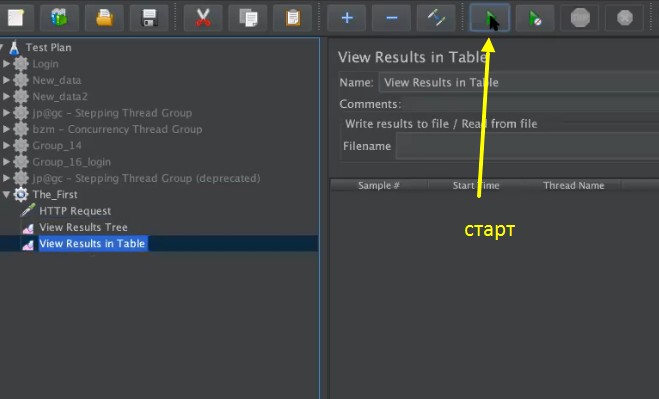 Test Plan
Login
New_data
New_data2
jp@gc - Stepping Thread Group
bzm - Concurrency Thread Group
Group_14
Group_16_login
jp@gc - Stepping Thread Group (deprecated)
The_First
HTTP Request
View Results Tree
View Results in Table
STOP
View Results in Table
Name: View Results in Table
Comments:
Write results to file / Read from file
Filename
Sample # Start Time Thread Name
старт